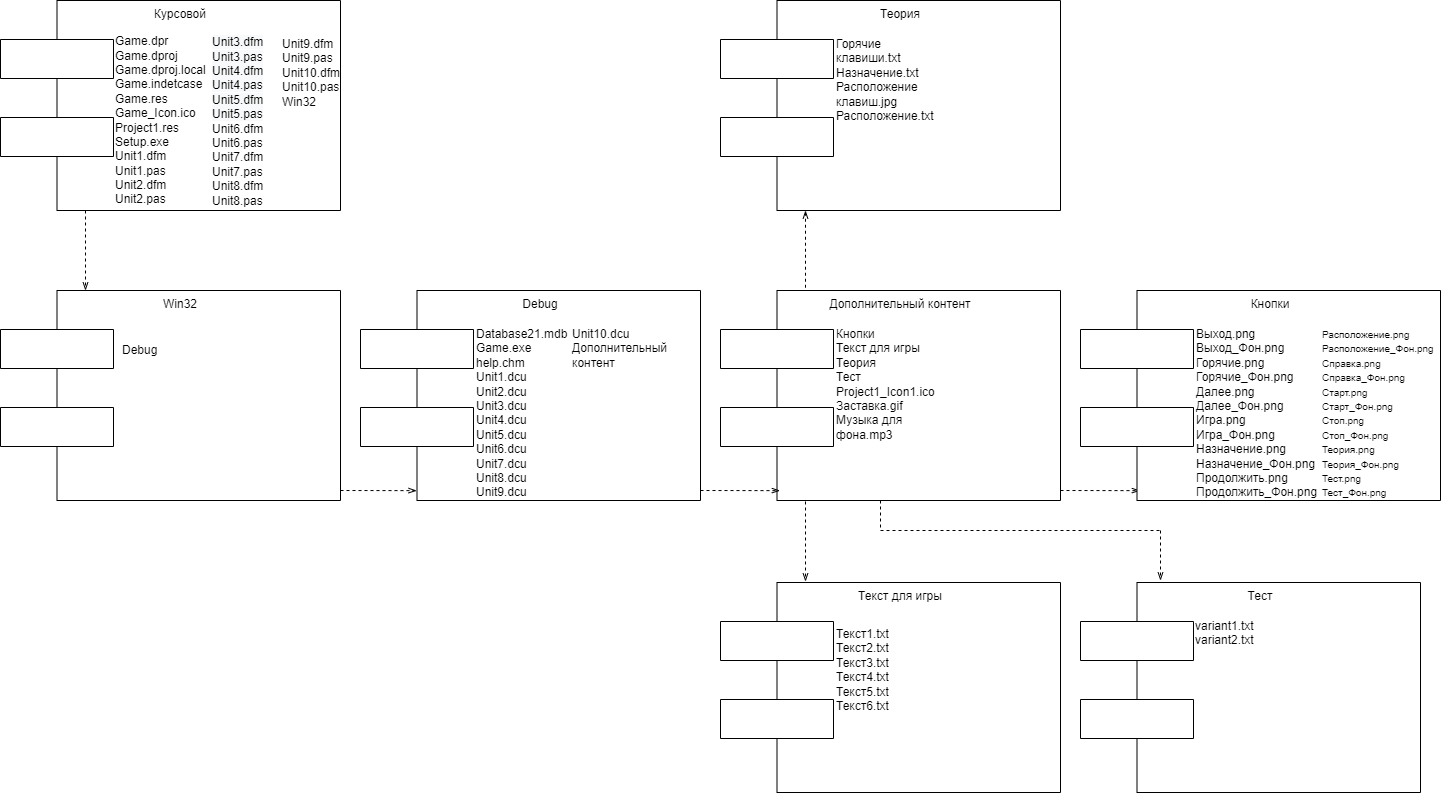 Курсовой
Game.dpr
Game.dproj
Game.dproj.local
Game.indetcase
Game.res
Game_Icon.ico
Project1.res
Setup.exe
Unit1.dfm
Unit1.pas
Unit2.dfm
Unit2.pas
Unit3.dfm
Unit3.pas
Unit4.dfm
Unit4.pas
Unit5.dfm
Unit5.pas
Unit6.dfm
Unit6.pas
Unit7.dfm
Unit7.pas
Unit8.dfm
Unit8.pas
Unit9.dfm
Unit9.pas
Unit10.dfm
Unit10.pas
Win32
Теория
Горячие
клавиши.txt
Назначение.txt
Расположение
клавиш.jpg
Расположение.txt
Win32
Debug
Debug
Database21.mdb
Game.exe
help.chm
Unit1.dcu
Unit2.dcu
Unit3.dcu
Unit4.dcu
Unit5.dcu
Unit6.dcu
Unit7.dcu
Unit8.dcu
Unit9.dcu
Unit10.dcu
Дополнительный
контент
Дополнительный контент
Кнопки
Текст для игры
Теория
Тест
Project1_Icon1.ico
Заставка.gif
Музыка для
фона.mp3
Кнопки
Выход.png
Выход_Фон.png
Горячие.png
Горячие_Фон.png
Далее.png
Далее_Фон.png
Игра.png
Игра_Фон.png
Назначение.png
Назначение_Фон.png
Продолжить.png
Продолжить_Фон.png
Расположение.png
Расположение_Фон.png
Справка.png
Справка_Фон.png
Старт.png
Старт_Фон.png
Стоп.png
Стоп_Фон.png
Теория.png
Теория_Фон.png
Тест.png
Тест_Фон.png
Текст для игры
Текст1.txt
Текст2.txt
Текст3.txt
Текст4.txt
Текст5.txt
Текст6.txt
Тест
variant1.txt
variant2.txt